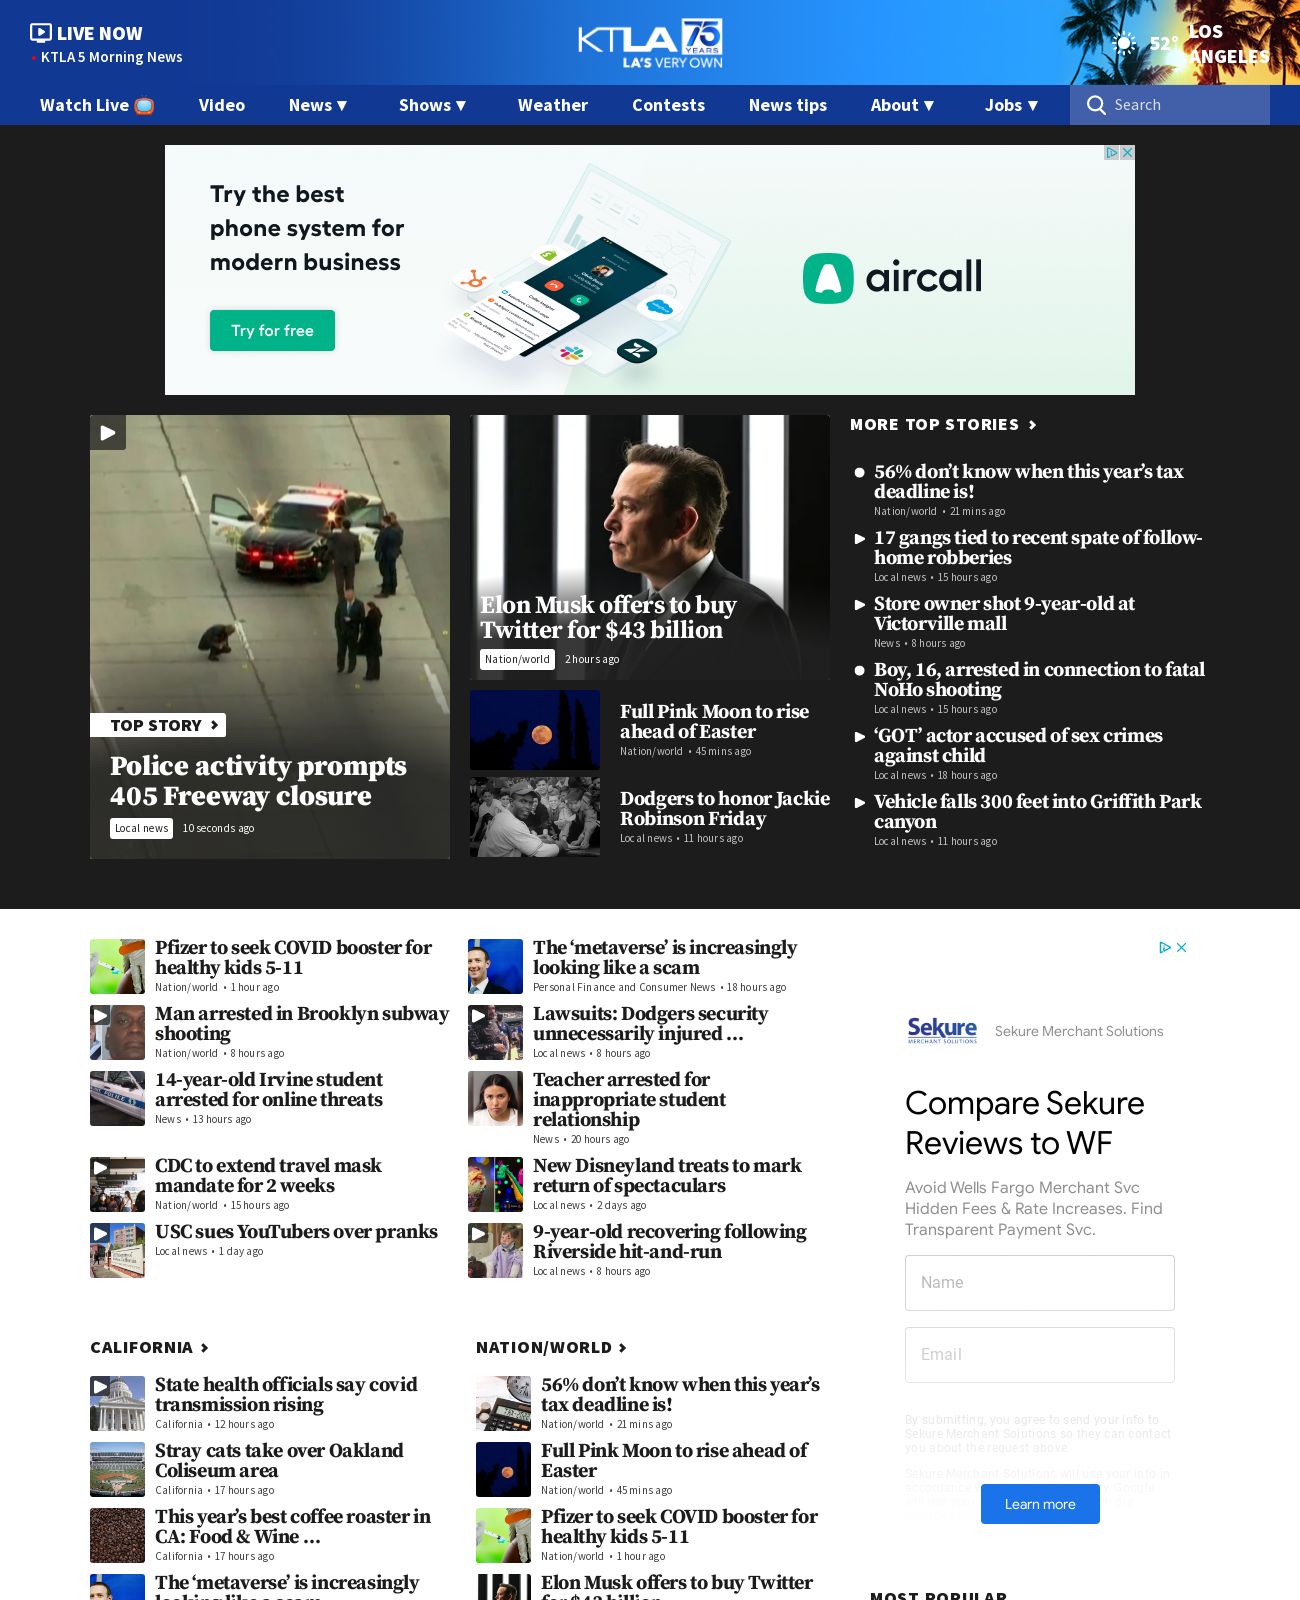 LIVE NOW
• KTLA 5 Morning News
KTLA 75
YEARS
LA'S VERY OWN
52°
LOS
ANGELES
Watch Live
Video
News ▼
Shows ▼
Weather
Contests
News tips
About ▼
Jobs ▼
Search
Try the best
phone system for
modern business
Try for free
aircall
TOP STORY
Police activity prompts
405 Freeway closure
Local news
10 seconds ago
Elon Musk offers to buy
Twitter for $43 billion
Nation/world
2 hours ago
Full Pink Moon to rise
ahead of Easter
Nation/world • 45 mins ago
Dodgers to honor Jackie
Robinson Friday
Local news • 11 hours ago
MORE TOP STORIES
56% don’t know when this year’s tax
deadline is!
Nation/world • 21 mins ago
17 gangs tied to recent spate of follow-
home robberies
Local news • 15 hours ago
Store owner shot 9-year-old at
Victorville mall
News • 8 hours ago
Boy, 16, arrested in connection to fatal
NoHo shooting
Local news • 15 hours ago
‘GOT’ actor accused of sex crimes
against child
Local news • 18 hours ago
Vehicle falls 300 feet into Griffith Park
canyon
Local news • 11 hours ago
Pfizer to seek COVID booster for
healthy kids 5-11
Nation/world • 1 hour ago
Man arrested in Brooklyn subway
shooting
Nation/world • 8 hours ago
14-year-old Irvine student
arrested for online threats
News • 13 hours ago
CDC to extend travel mask
mandate for 2 weeks
Nation/world • 15 hours ago
USC sues YouTubers over pranks
Local news • 1 day ago
The ‘metaverse’ is increasingly
looking like a scam
Personal Finance and Consumer News • 18 hours ago
Lawsuits: Dodgers security
unnecessarily injured …
Local news • 8 hours ago
Teacher arrested for
inappropriate student
relationship
News • 20 hours ago
New Disneyland treats to mark
return of spectaculars
Local news • 2 days ago
9-year-old recovering following
Riverside hit-and-run
Local news • 8 hours ago
Sekure
MERCHANT SOLUTIONS
Sekure Merchant Solutions
Compare Sekure
Reviews to WF
Avoid Wells Fargo Merchant Svc
Hidden Fees & Rate Increases. Find
Transparent Payment Svc.
Name
Email
By submitting, you agree to send your info to
Sekure Merchant Solutions so they can contact
you about the request above.
Sekure Merchant Solutions will use your info in
Learn more
CALIFORNIA
State health officials say covid
transmission rising
California • 12 hours ago
Stray cats take over Oakland
Coliseum area
California • 17 hours ago
This year’s best coffee roaster in
CA: Food & Wine …
California • 17 hours ago
The ‘metaverse’ is increasingly
looking like a scam
NATION/WORLD
56% don’t know when this year’s
tax deadline is!
Nation/world • 21 mins ago
Full Pink Moon to rise ahead of
Easter
Nation/world • 45 mins ago
Pfizer to seek COVID booster for
healthy kids 5-11
Nation/world • 1 hour ago
Elon Musk offers to buy Twitter
for $43 billion
MOST POPULAR